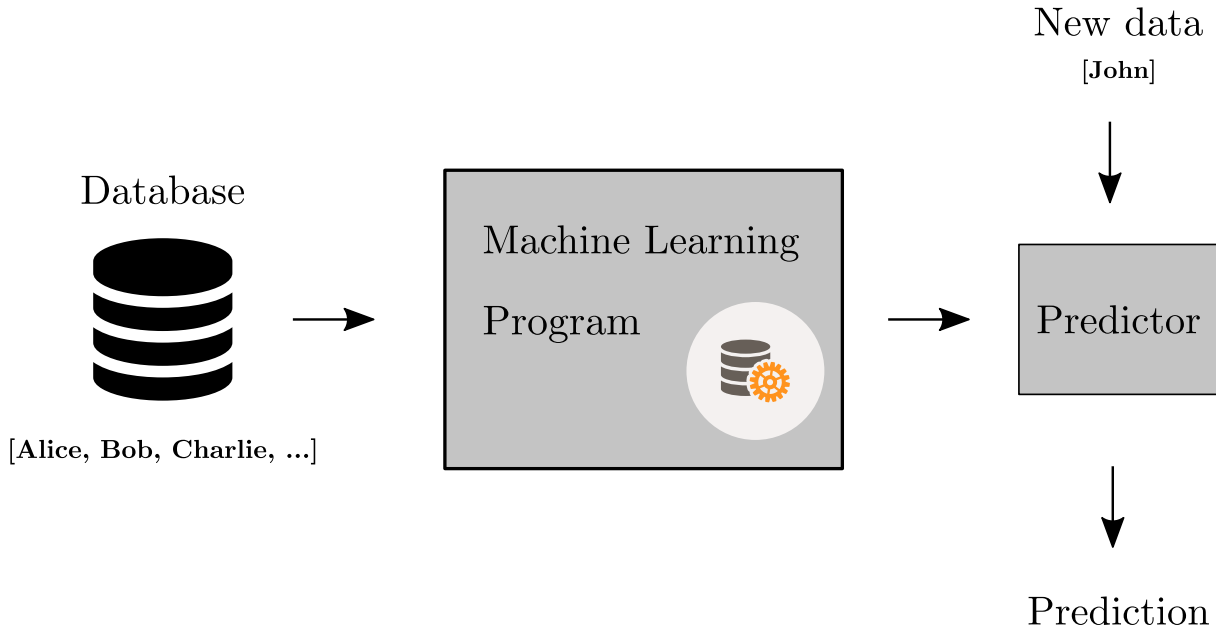 New data
[John]
Database
Machine Learning
Program
Predictor
[Alice, Bob, Charlie, ...]
Prediction